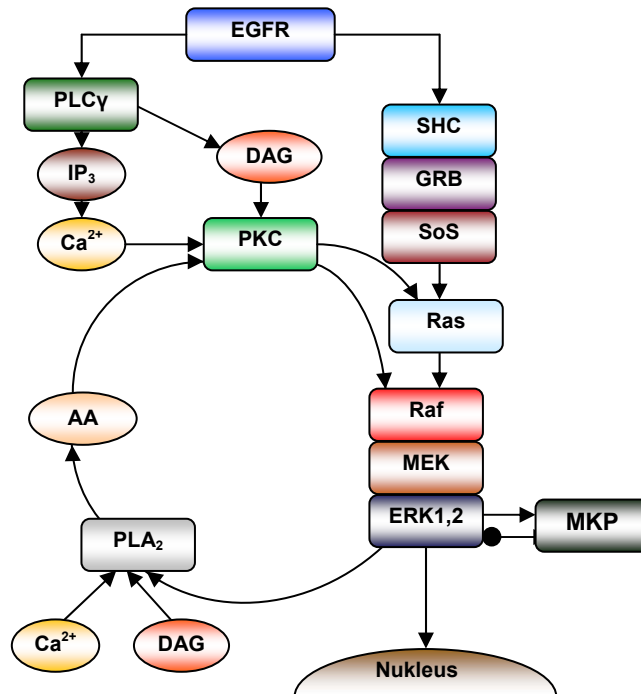 EGFR
PLCγ
SHC
DAG
IP₃
GRB
Ca²⁺
PKC
SoS
Ras
AA
Raf
MEK
ERK1,2
MKP
PLA₂
Ca²⁺
DAG
Nukleus